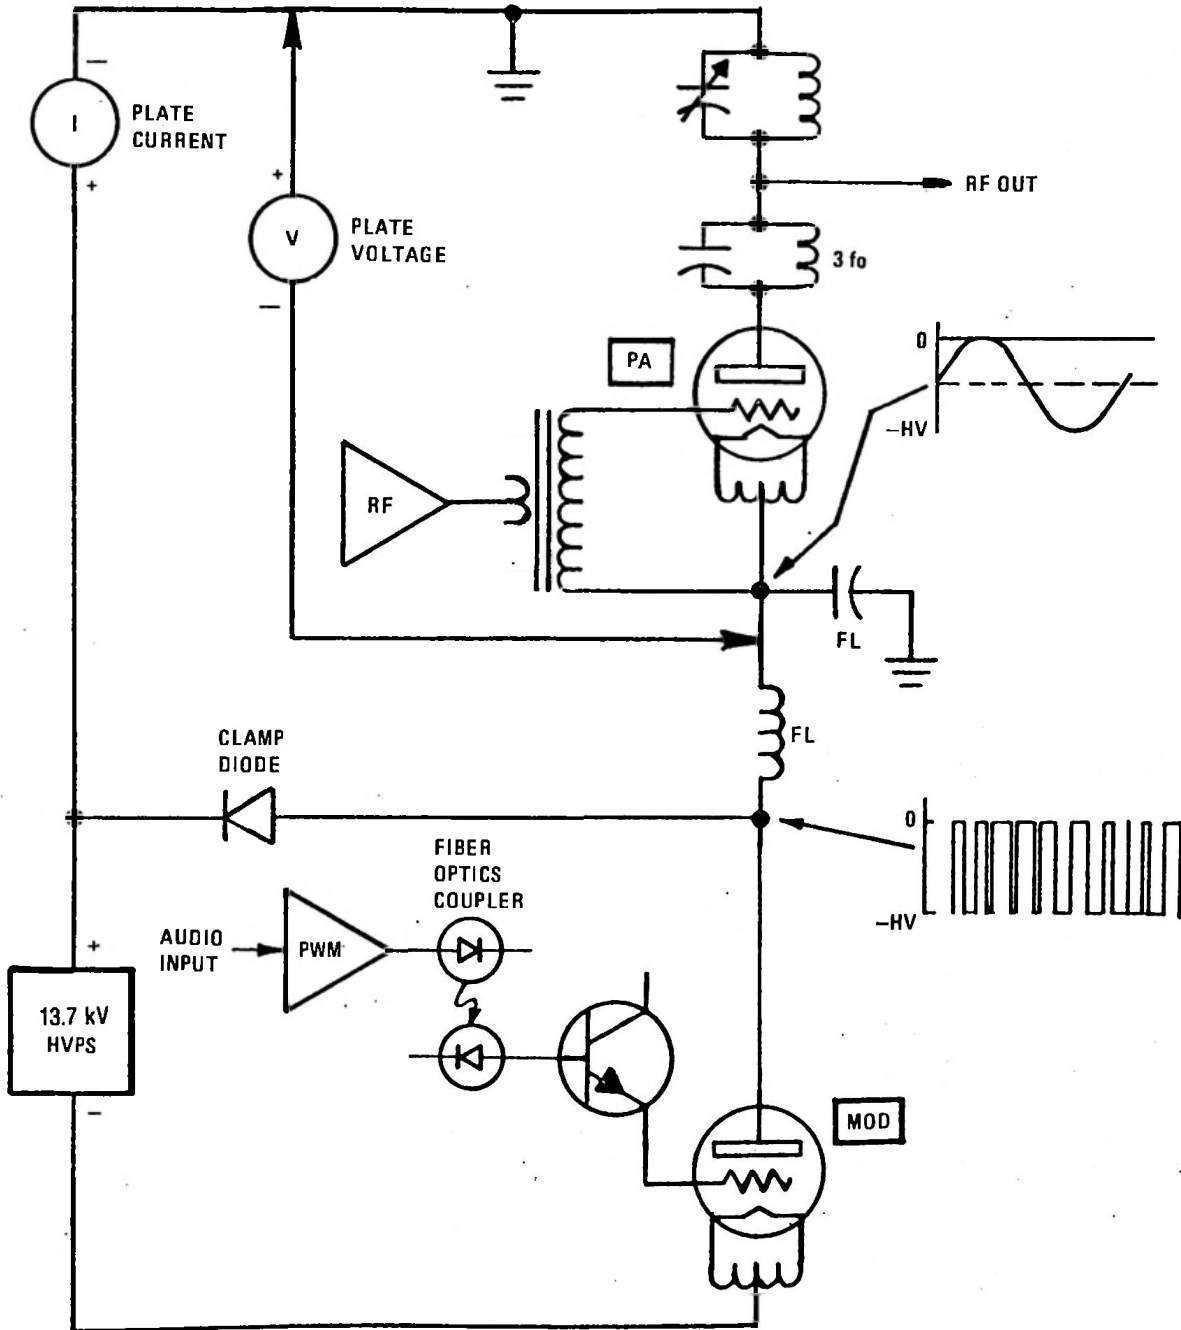 −
I
PLATE
CURRENT
+
+
V
PLATE
VOLTAGE
−
RF OUT
3 fo
PA
0
−HV
RF
FL
FL
CLAMP
DIODE
0
−HV
FIBER
OPTICS
COUPLER
AUDIO
INPUT
PWM
+
13.7 kV
HVPS
−
MOD